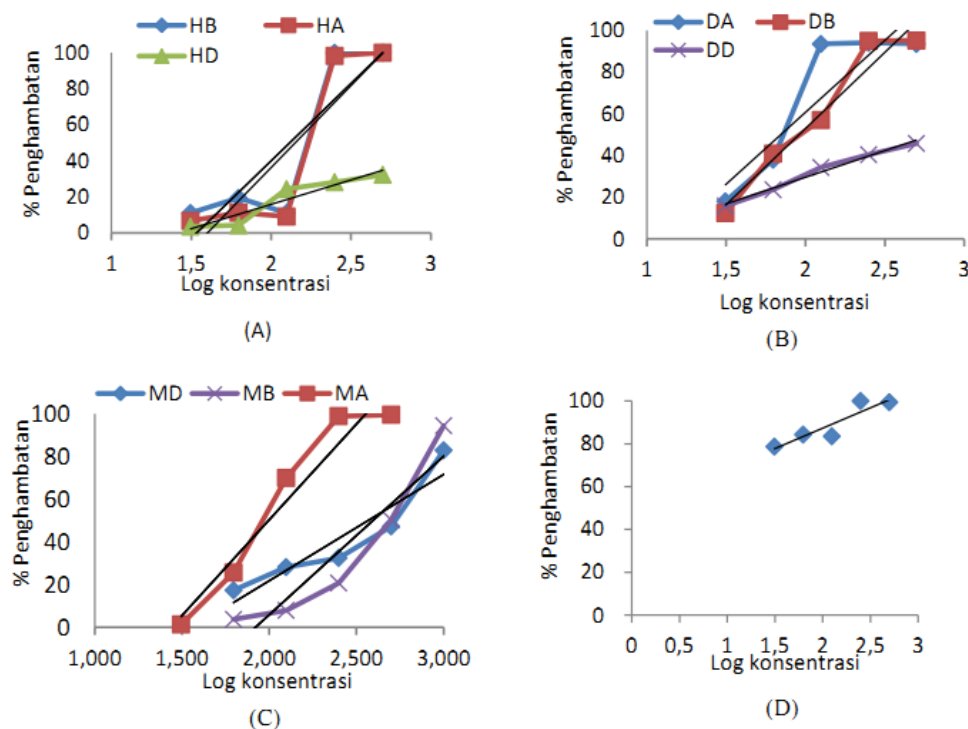 HB HA
HD
% Penghambatan
100
80
60
40
20
0
1 1,5 2 2,5 3
Log konsentrasi
(A)
DA DB
DD
% Penghambatan
100
80
60
40
20
0
1 1,5 2 2,5 3
Log konsentrasi
(B)
MD MB MA
% Penghambatan
100
80
60
40
20
0
1,000 1,500 2,000 2,500 3,000
Log konsentrasi
(C)
% Penghambatan
100
80
60
40
20
0
0 0,5 1 1,5 2 2,5 3
Log konsentrasi
(D)